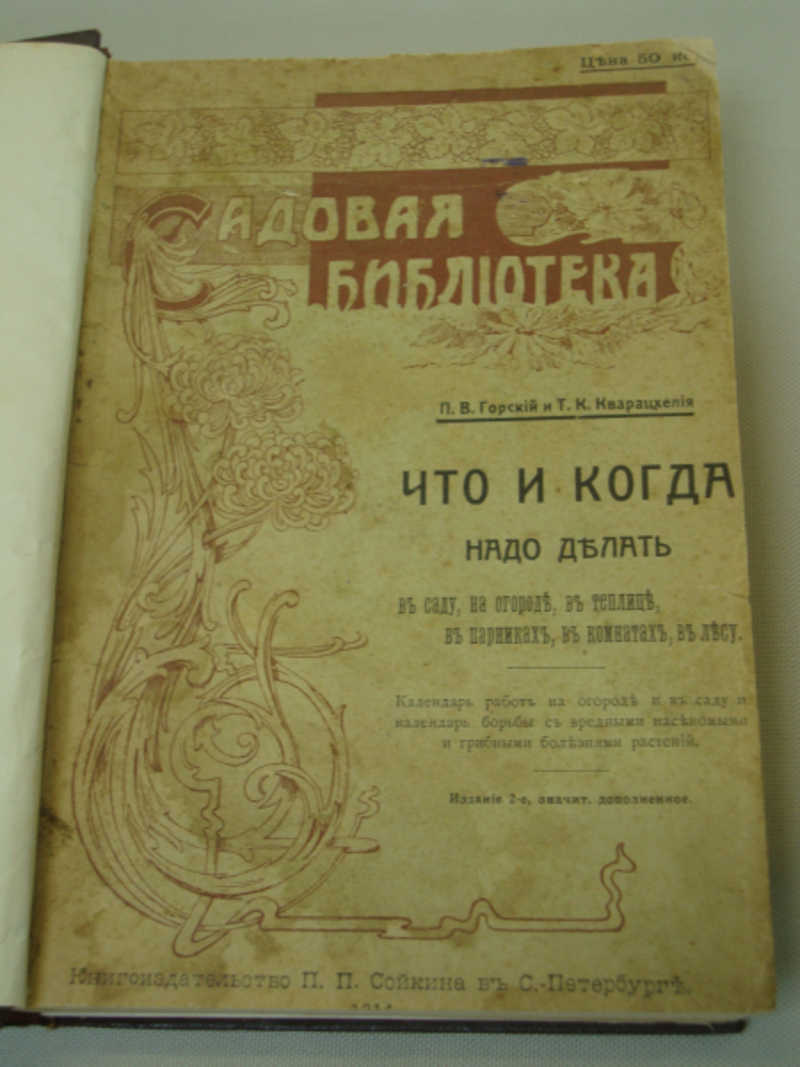 Цѣна 50
САДОВАЯ
БИБЛІОТЕКА
П. В. Горскій и Т. К. Кварацхелія
ЧТО И КОГДА
НАДО ДѢЛАТЬ
въ саду, на огородѣ, въ теплицѣ,
въ парникахъ, въ комнатахъ, въ лѣсу.
Календарь работъ на огородѣ и въ саду и
календарь борьбы съ вредными насѣкомыми
и грибными болѣзнями растеній.
Изданіе 2-е, значит. дополненное.
Книгоиздательство П. П. Сойкина въ С.-Петербургѣ.